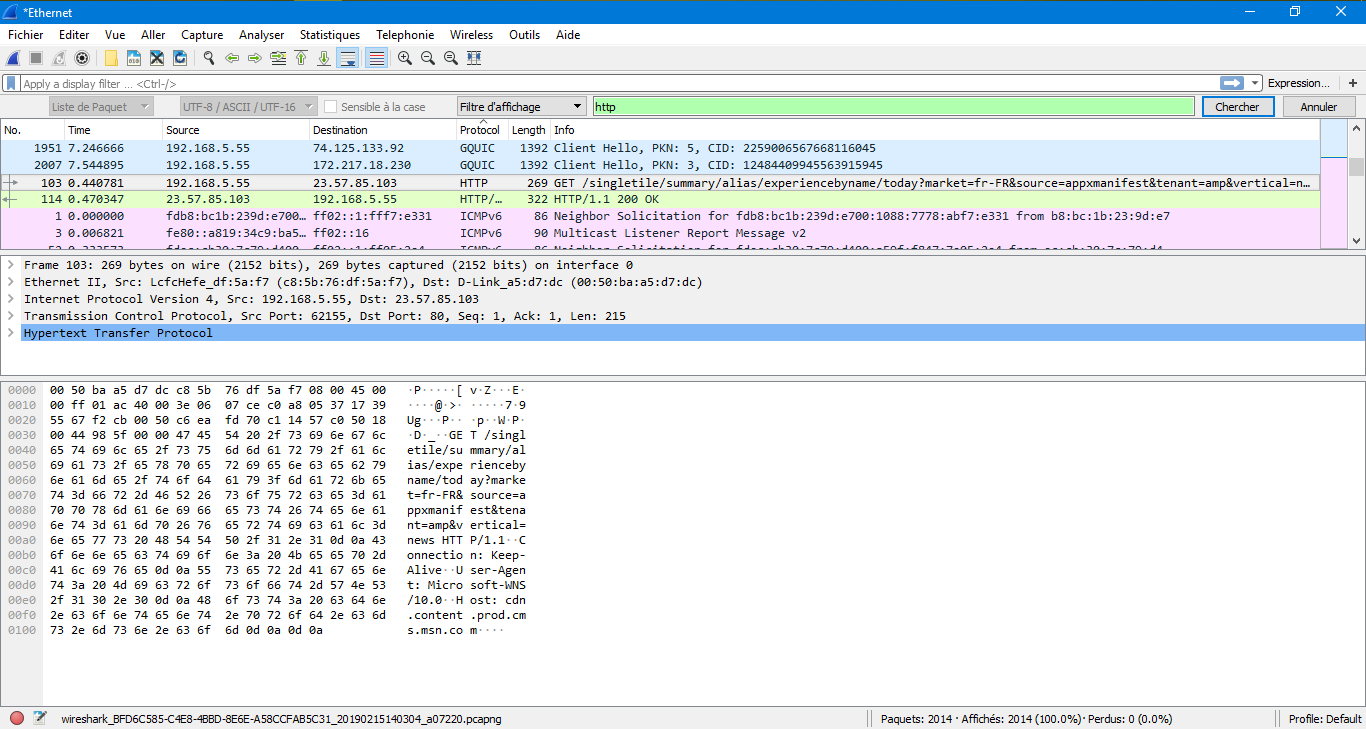 *Ethernet
Fichier Editer Vue Aller Capture Analyser Statistiques Telephonie Wireless Outils Aide
Apply a display filter ... <Ctrl-/> Expression... +
Liste de Paquet UTF-8 / ASCII / UTF-16 Sensible à la case Filtre d'affichage http Chercher Annuler
No. Time Source Destination Protocol Length Info
1951 7.246666 192.168.5.55 74.125.133.92 GQUIC 1392 Client Hello, PKN: 5, CID: 2259006567668116045
2007 7.544895 192.168.5.55 172.217.18.230 GQUIC 1392 Client Hello, PKN: 3, CID: 12484409945563915945
103 0.440781 192.168.5.55 23.57.85.103 HTTP 269 GET /singletile/summary/alias/experiencebyname/today?market=fr-FR&source=appxmanifest&tenant=amp&vertical=n...
114 0.470347 23.57.85.103 192.168.5.55 HTTP/... 322 HTTP/1.1 200 OK
1 0.000000 fdb8:bc1b:239d:e700... ff02::1:fff7:e331 ICMPv6 86 Neighbor Solicitation for fdb8:bc1b:239d:e700:1088:7778:abf7:e331 from b8:bc:1b:23:9d:e7
3 0.006821 fe80::a819:34c9:ba5... ff02::16 ICMPv6 90 Multicast Listener Report Message v2
Frame 103: 269 bytes on wire (2152 bits), 269 bytes captured (2152 bits) on interface 0
Ethernet II, Src: LcfcHefe_df:5a:f7 (c8:5b:76:df:5a:f7), Dst: D-Link_a5:d7:dc (00:50:ba:a5:d7:dc)
Internet Protocol Version 4, Src: 192.168.5.55, Dst: 23.57.85.103
Transmission Control Protocol, Src Port: 62155, Dst Port: 80, Seq: 1, Ack: 1, Len: 215
Hypertext Transfer Protocol
0000 00 50 ba a5 d7 dc c8 5b 76 df 5a f7 08 00 45 00 ·P·····[ v·Z···E·
0010 00 ff 01 ac 40 00 3e 06 07 ce c0 a8 05 37 17 39 ····@·>· ·····7·9
0020 55 67 f2 cb 00 50 c6 ea fd 70 c1 14 57 c0 50 18 Ug···P·· ·p··W·P·
0030 00 44 98 5f 00 00 47 45 54 20 2f 73 69 6e 67 6c ·D·_··GE T /singl
0040 65 74 69 6c 65 2f 73 75 6d 6d 61 72 79 2f 61 6c etile/su mmary/al
0050 69 61 73 2f 65 78 70 65 72 69 65 6e 63 65 62 79 ias/expe rienceby
0060 6e 61 6d 65 2f 74 6f 64 61 79 3f 6d 61 72 6b 65 name/tod ay?marke
0070 74 3d 66 72 2d 46 52 26 73 6f 75 72 63 65 3d 61 t=fr-FR& source=a
0080 70 70 78 6d 61 6e 69 66 65 73 74 26 74 65 6e 61 ppxmanif est&tena
0090 6e 74 3d 61 6d 70 26 76 65 72 74 69 63 61 6c 3d nt=amp&v ertical=
00a0 6e 65 77 73 20 48 54 54 50 2f 31 2e 31 0d 0a 43 news HTT P/1.1··C
00b0 6f 6e 6e 65 63 74 69 6f 6e 3a 20 4b 65 65 70 2d onnectio n: Keep-
00c0 41 6c 69 76 65 0d 0a 55 73 65 72 2d 41 67 65 6e Alive··U ser-Agen
00d0 74 3a 20 4d 69 63 72 6f 73 6f 66 74 2d 57 4e 53 t: Micro soft-WNS
00e0 2f 31 30 2e 30 0d 0a 48 6f 73 74 3a 20 63 64 6e /10.0··H ost: cdn
00f0 2e 63 6f 6e 74 65 6e 74 2e 70 72 6f 64 2e 63 6d .content .prod.cm
0100 73 2e 6d 73 6e 2e 63 6f 6d 0d 0a 0d 0a s.msn.co m····
wireshark_BFD6C585-C4E8-4BBD-8E6E-A58CCFAB5C31_20190215140304_a07220.pcapng Paquets: 2014 · Affichés: 2014 (100.0%) · Perdus: 0 (0.0%) Profile: Default